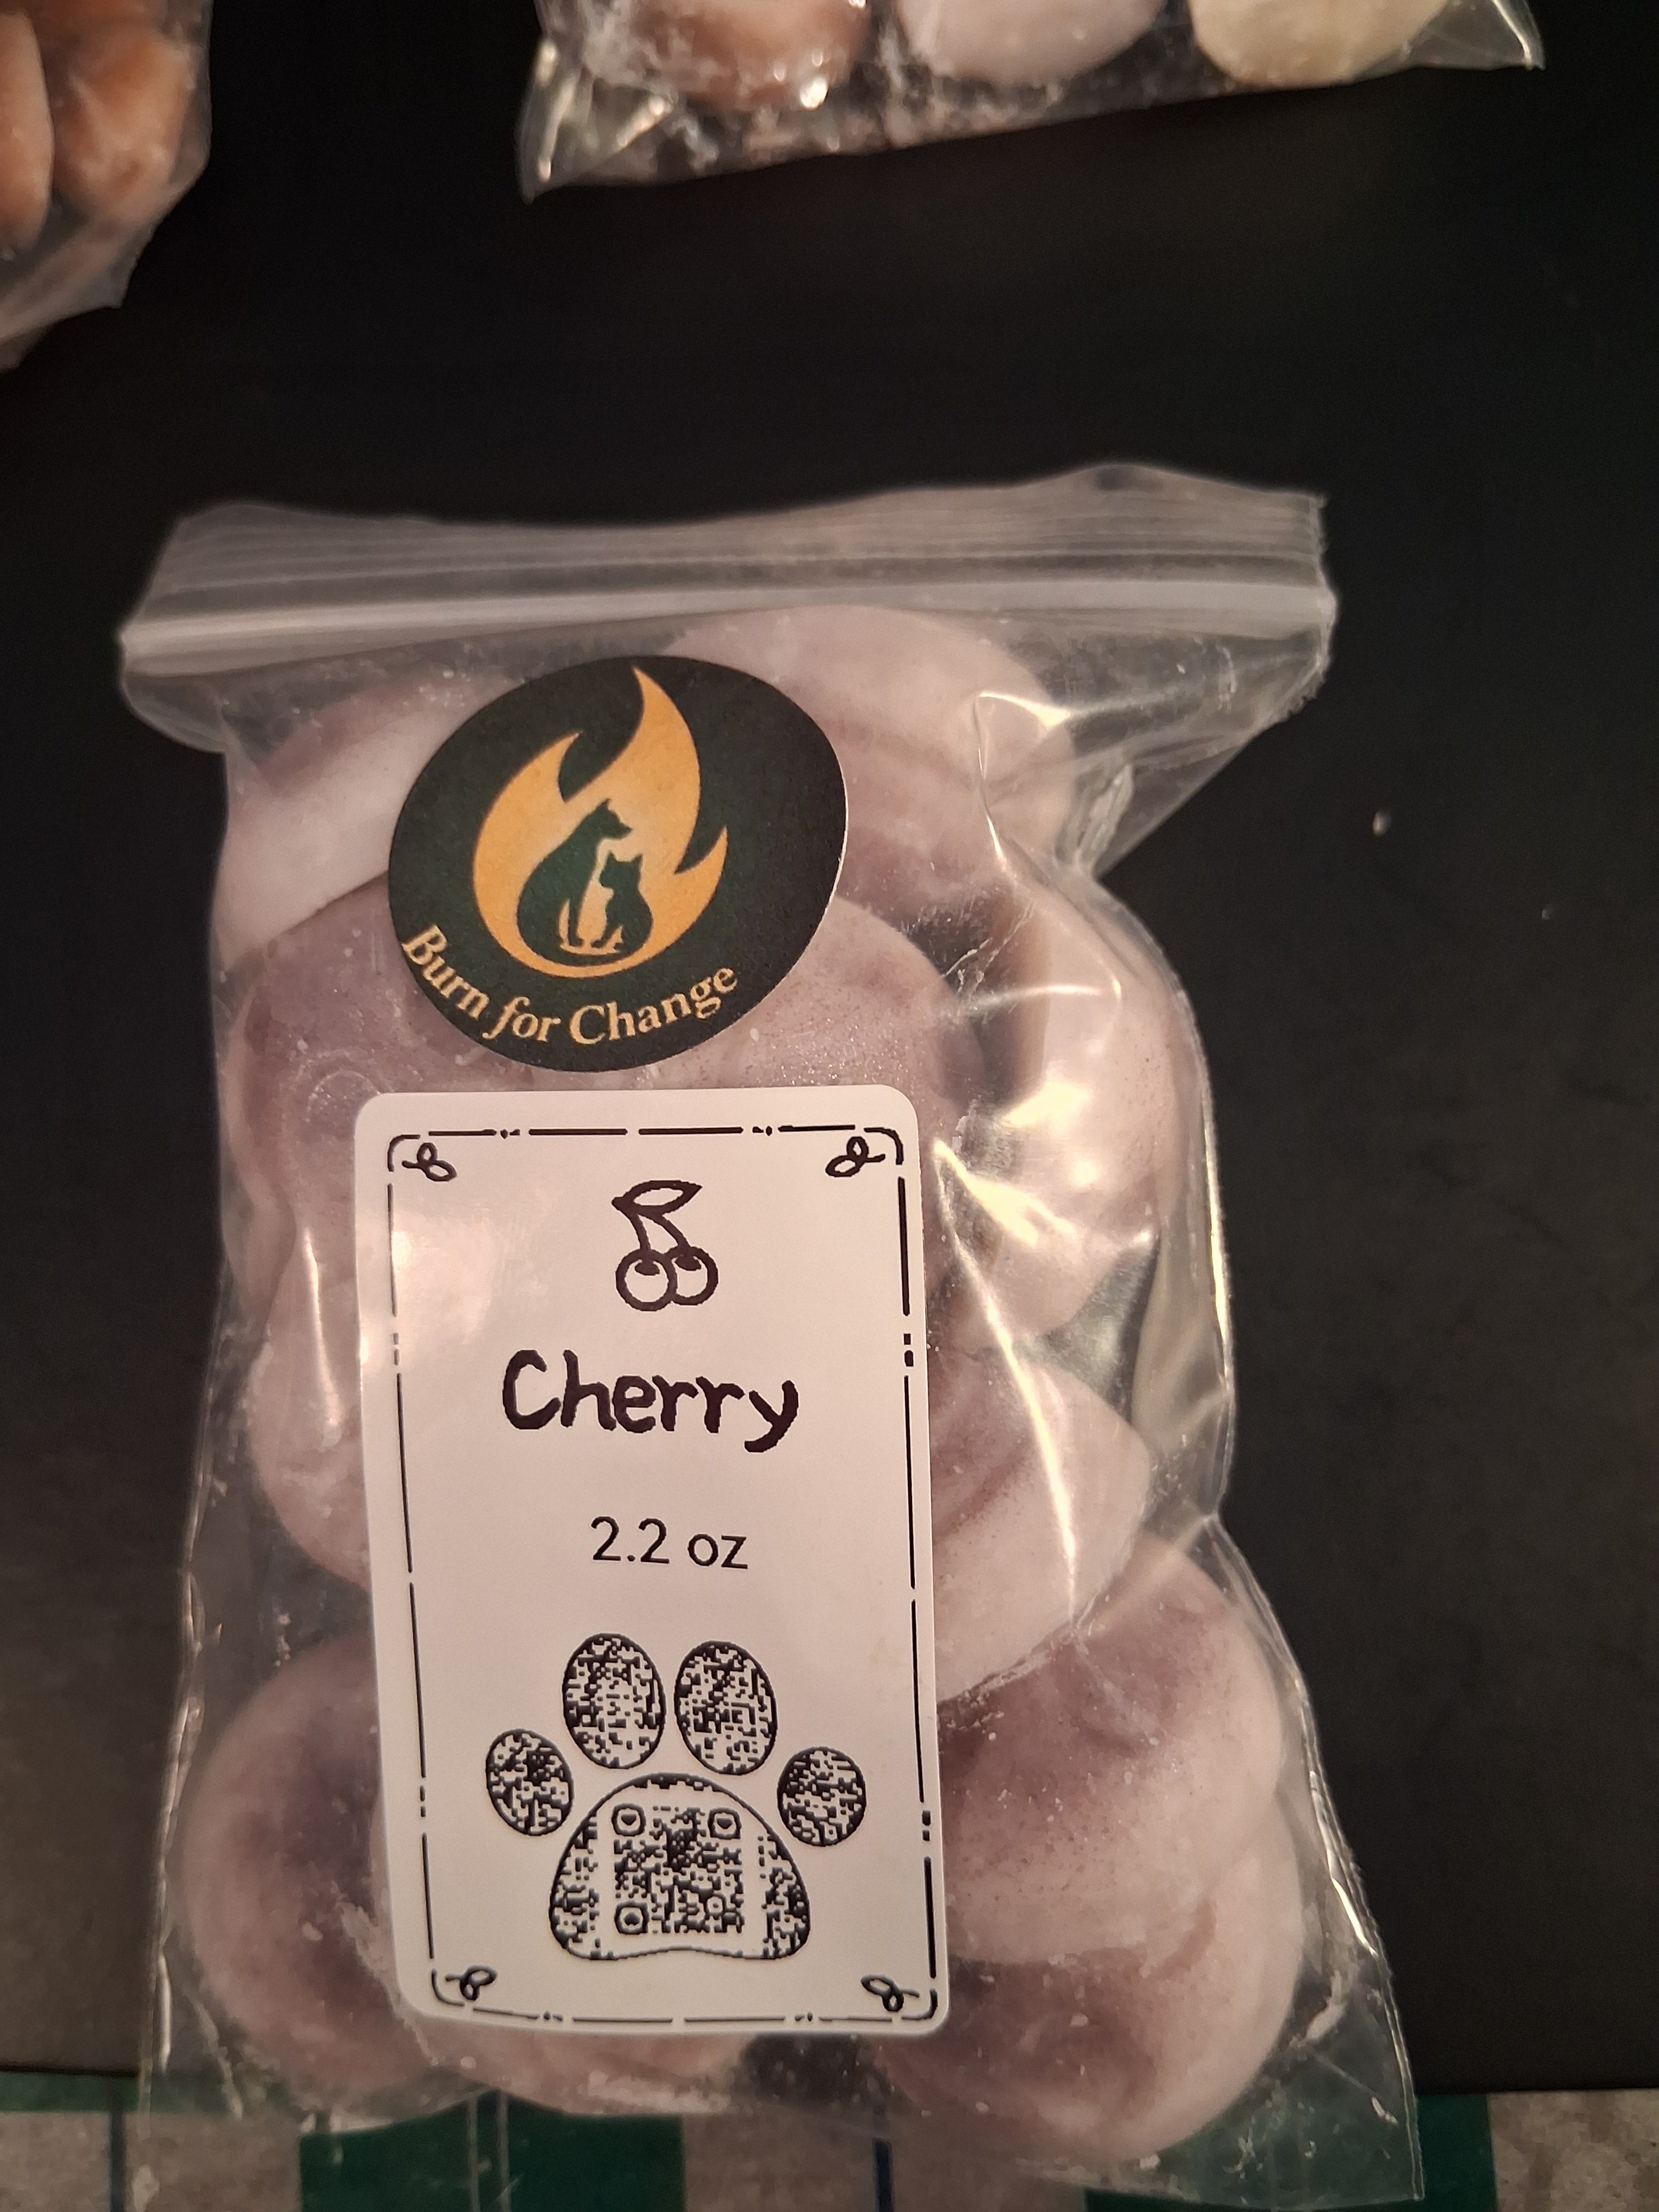 Burn for Change
Cherry
2.2 oz